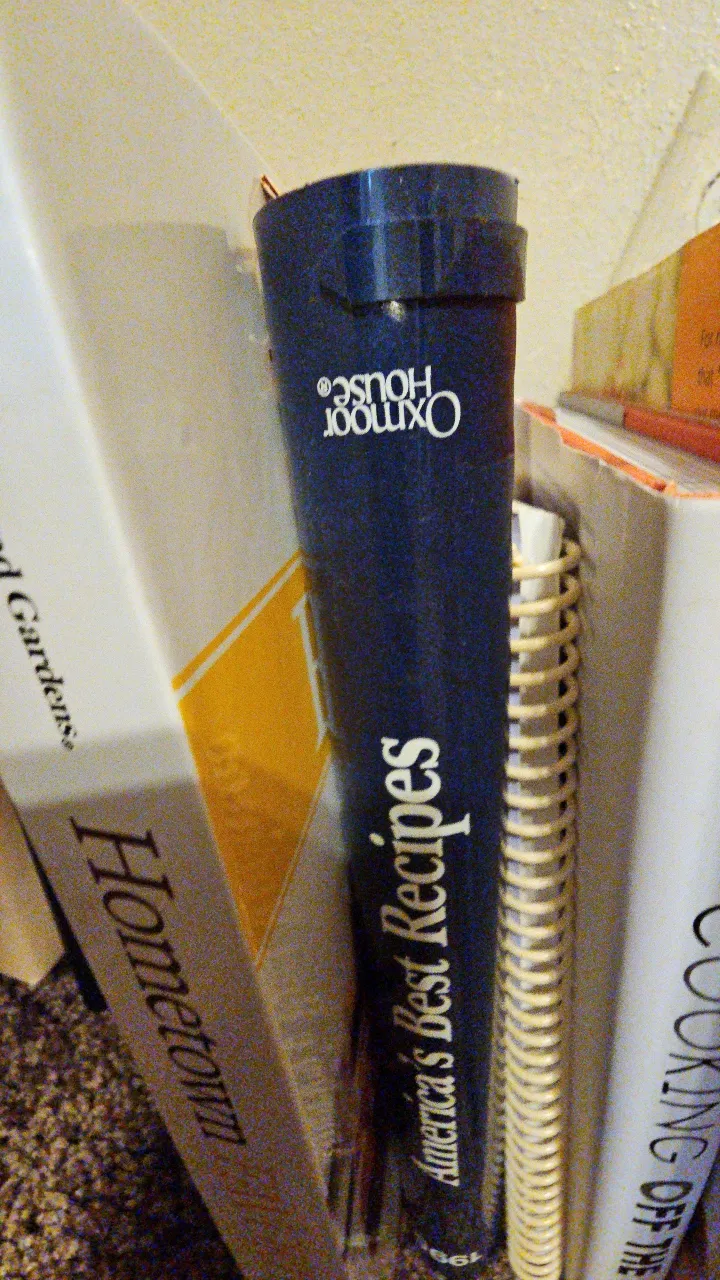 d Gardens®
Hometown
Oxmoor
House®
America's Best Recipes
COOKING OFF THE